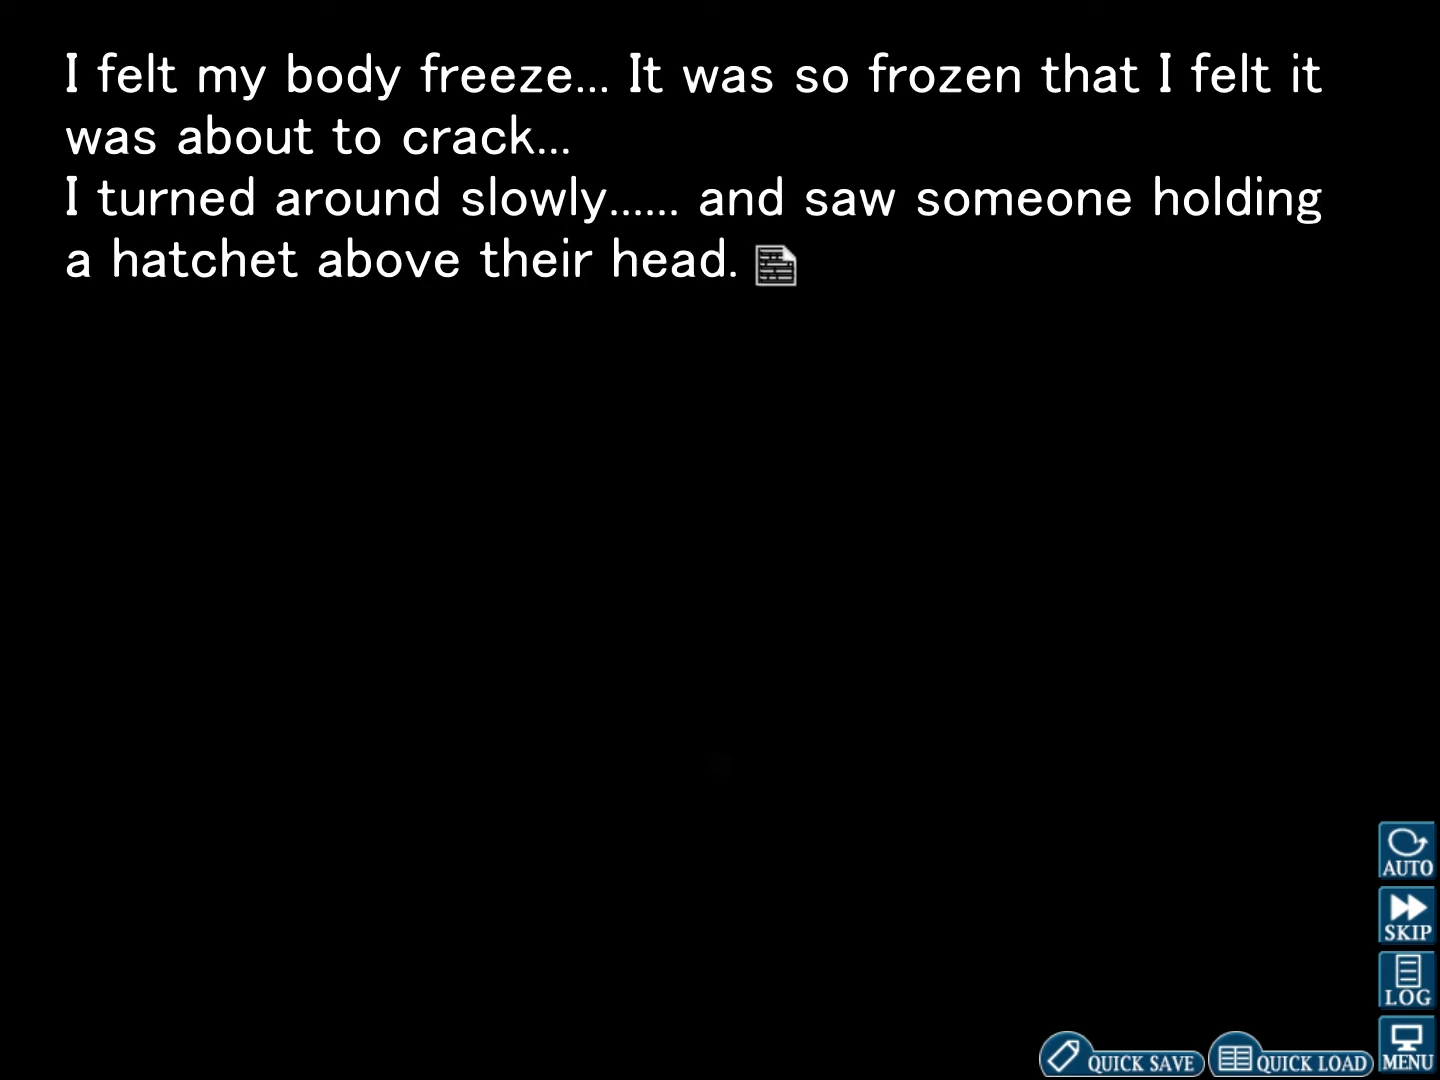 I felt my body freeze... It was so frozen that I felt it
was about to crack...
I turned around slowly...... and saw someone holding
a hatchet above their head.
AUTO
SKIP
LOG
MENU
QUICK SAVE
QUICK LOAD